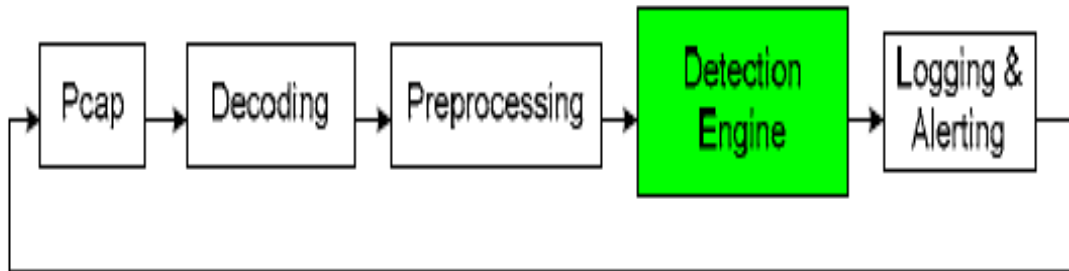 Pcap
Decoding
Preprocessing
Detection
Engine
Logging &
Alerting